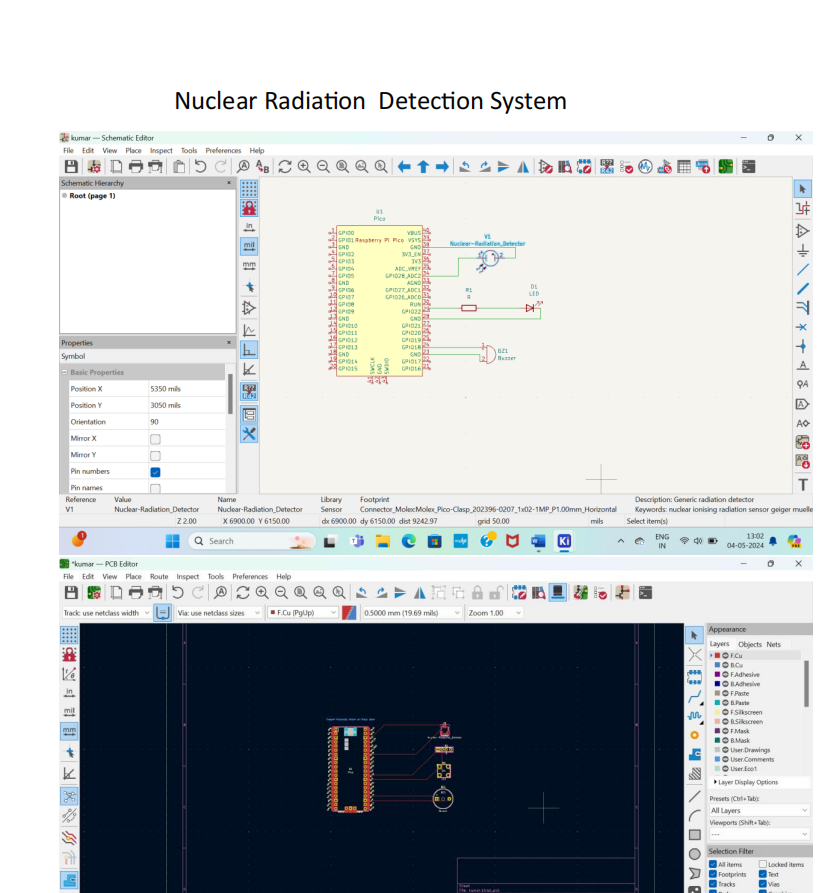 Nuclear Radiation Detection System
kumar — Schematic Editor
File Edit View Place Inspect Tools Preferences Help
Schematic Hierarchy
Root (page 1)
in
mil
mm
Properties
Symbol
Basic Properties
Position X 5350 mils
Position Y 3050 mils
Orientation 90
Mirror X
Mirror Y
Pin numbers
Pin names
U1
Pico
Raspberry Pi Pico
GPIO0
GPIO1
GND
GPIO2
GPIO3
GPIO4
GPIO5
GND
GPIO6
GPIO7
GPIO8
GPIO9
GND
GPIO10
GPIO11
GPIO12
GPIO13
GND
GPIO14
GPIO15
VBUS
VSYS
GND
3V3_EN
3V3
ADC_VREF
GPIO28_ADC2
AGND
GPIO27_ADC1
GPIO26_ADC0
RUN
GPIO22
GND
GPIO21
GPIO20
GPIO19
GPIO18
GND
GPIO17
GPIO16
SWCLK
GND
SWDIO
V1
Nuclear-Radiation_Detector
R1
R
D1
LED
BZ1
Buzzer
Reference Value Name Library Footprint Description: Generic radiation detector
V1 Nuclear-Radiation_Detector Nuclear-Radiation_Detector Sensor Connector_Molex:Molex_Pico-Clasp_202396-0207_1x02-1MP_P1.00mm_Horizontal Keywords: nuclear ionising radiation sensor geiger muelle
Z 2.00 X 6900.00 Y 6150.00 dx 6900.00 dy 6150.00 dist 9242.97 grid 50.00 mils Select item(s)
Search
ENG
IN
13:02
04-05-2024
*kumar — PCB Editor
File Edit View Place Route Inspect Tools Preferences Help
Track: use netclass width Via: use netclass sizes F.Cu (PgUp) 0.5000 mm (19.69 mils) Zoom 1.00
in
mil
mm
Appearance
Layers Objects Nets
F.Cu
B.Cu
F.Adhesive
B.Adhesive
F.Paste
B.Paste
F.Silkscreen
B.Silkscreen
F.Mask
B.Mask
User.Drawings
User.Comments
User.Eco1
Layer Display Options
Presets (Ctrl+Tab):
All Layers
Viewports (Shift+Tab):
---
Selection Filter
All items Locked items
Footprints Text
Tracks Vias